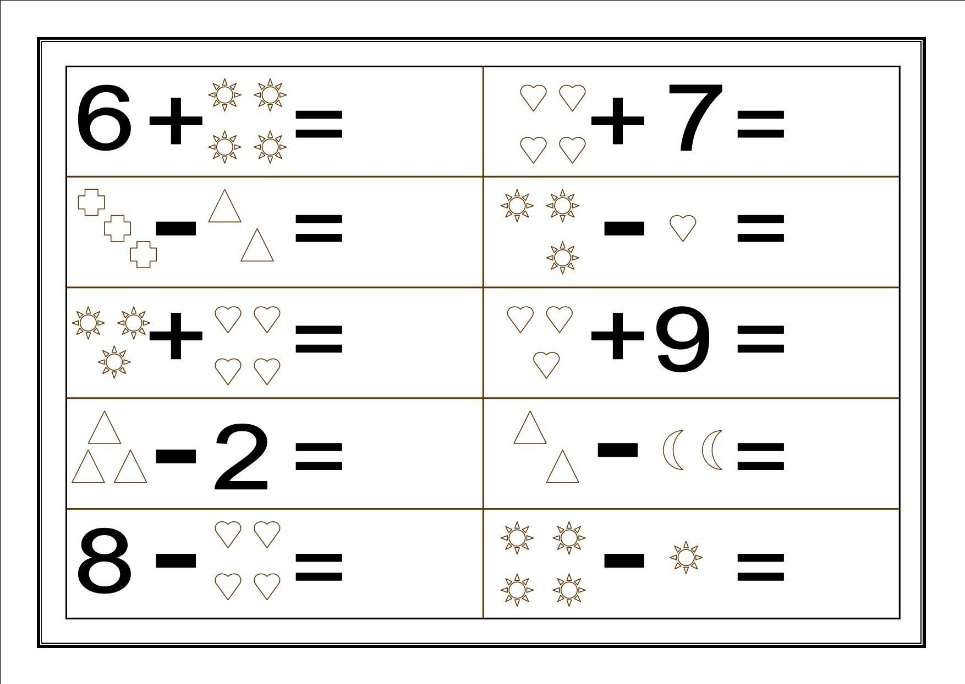 6 + =
+ 7 =
- =
- =
+ =
+ 9 =
- 2 =
- =
8 - =
- =